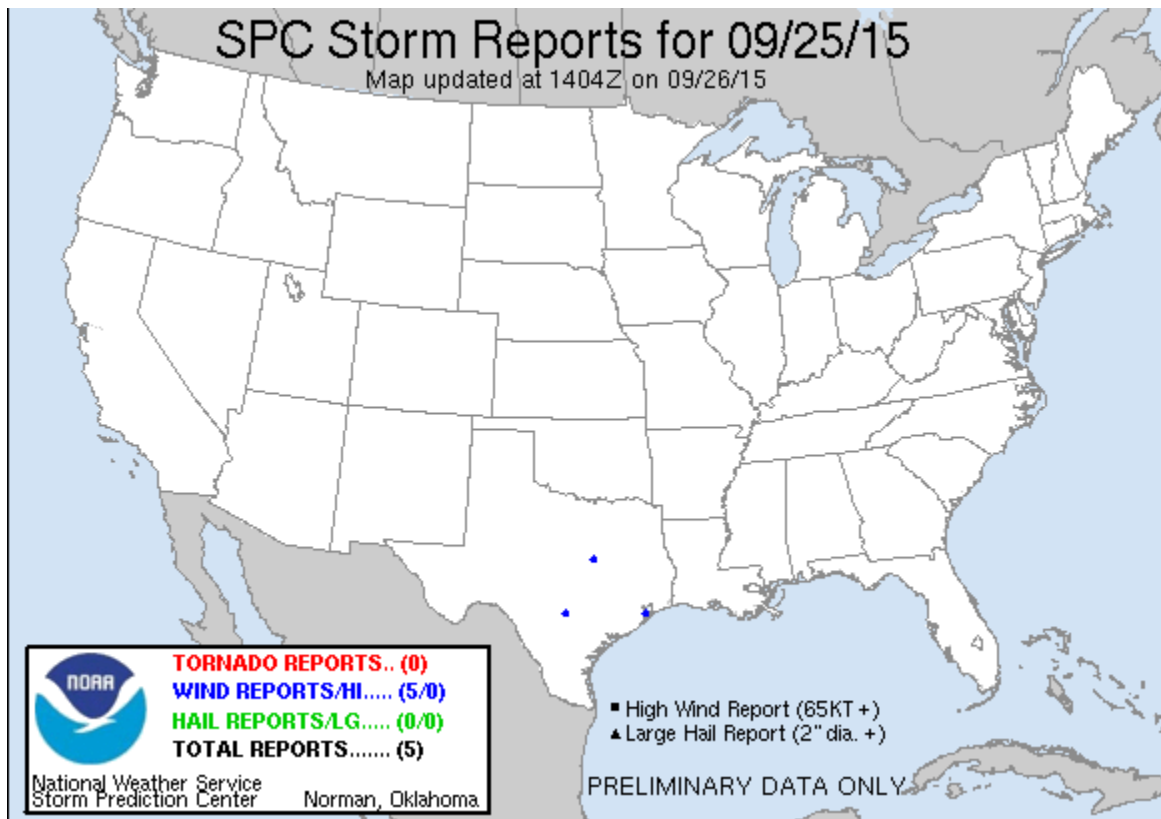 SPC Storm Reports for 09/25/15
Map updated at 1404Z on 09/26/15
NOAA
TORNADO REPORTS.. (0)
WIND REPORTS/HI..... (5/0)
HAIL REPORTS/LG..... (0/0)
TOTAL REPORTS....... (5)
National Weather Service
Storm Prediction Center Norman, Oklahoma
High Wind Report (65KT +)
Large Hail Report (2" dia. +)
PRELIMINARY DATA ONLY